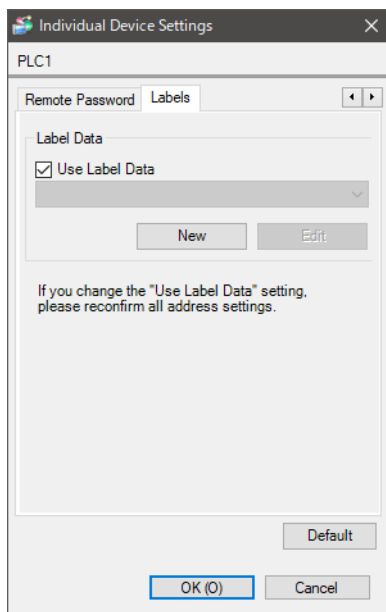 Individual Device Settings
PLC1
Remote Password Labels
Label Data
Use Label Data
New Edit
If you change the "Use Label Data" setting,
please reconfirm all address settings.
Default
OK (O) Cancel